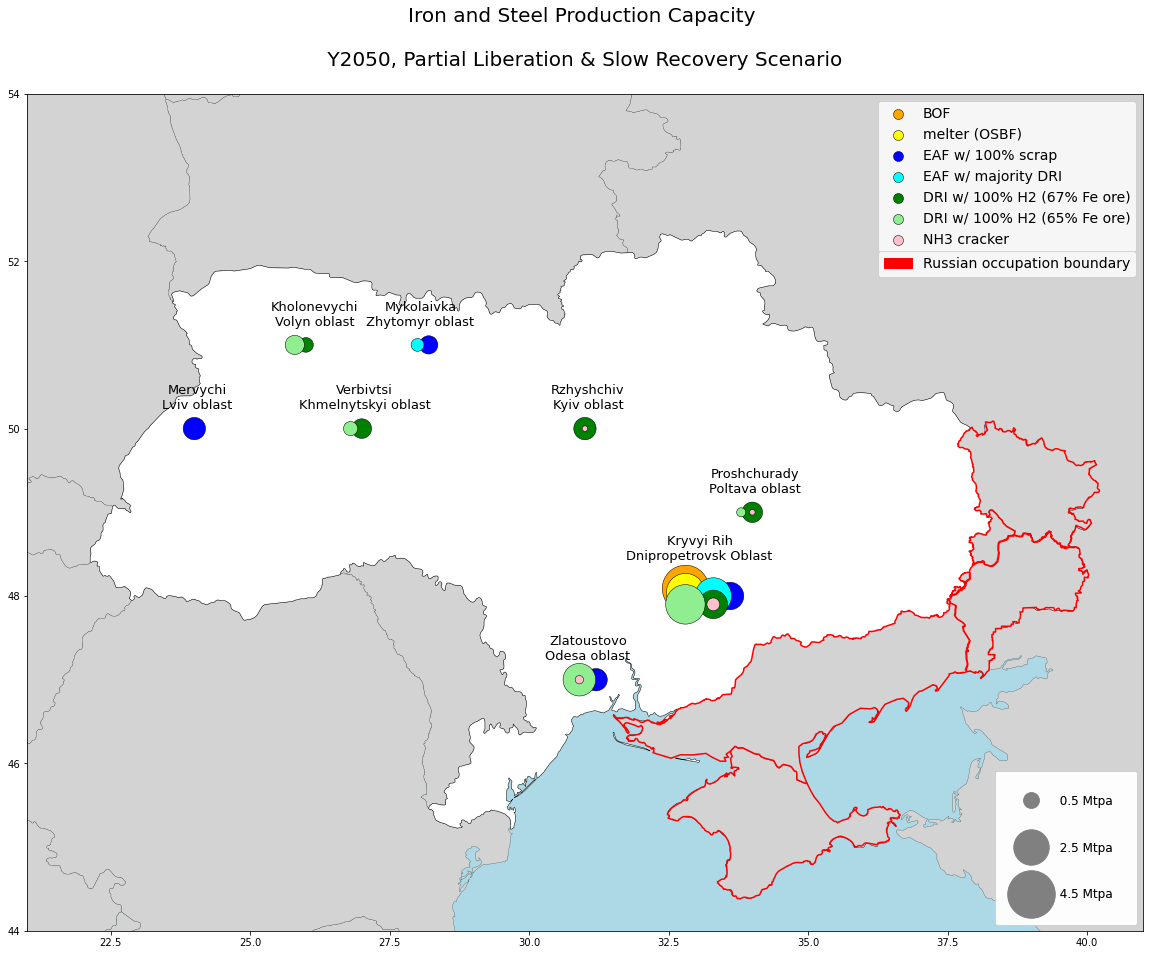 Iron and Steel Production Capacity
Y2050, Partial Liberation & Slow Recovery Scenario
BOF
melter (OSBF)
EAF w/ 100% scrap
EAF w/ majority DRI
DRI w/ 100% H2 (67% Fe ore)
DRI w/ 100% H2 (65% Fe ore)
NH3 cracker
Russian occupation boundary
Kholonevychi
Volyn oblast
Mykolaivka
Zhytomyr oblast
Mervychi
Lviv oblast
Verbivtsi
Khmelnytskyi oblast
Rzhyshchiv
Kyiv oblast
Proshchurady
Poltava oblast
Kryvyi Rih
Dnipropetrovsk Oblast
Zlatoustovo
Odesa oblast
0.5 Mtpa
2.5 Mtpa
4.5 Mtpa
54
52
50
48
46
44
22.5 25.0 27.5 30.0 32.5 35.0 37.5 40.0